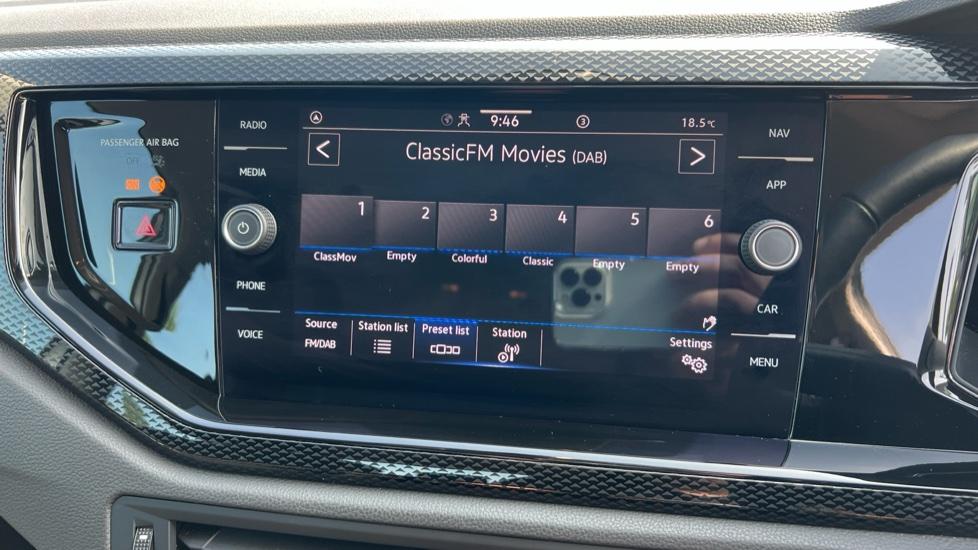 PASSENGER AIR BAG
OFF
RADIO
MEDIA
PHONE
VOICE
9:46
3
18.5 °C
<
ClassicFM Movies (DAB)
>
1 2 3 4 5 6
ClassMov Empty Colorful Classic Empty Empty
Source Station list Preset list Station Settings
FM/DAB
NAV
APP
CAR
MENU